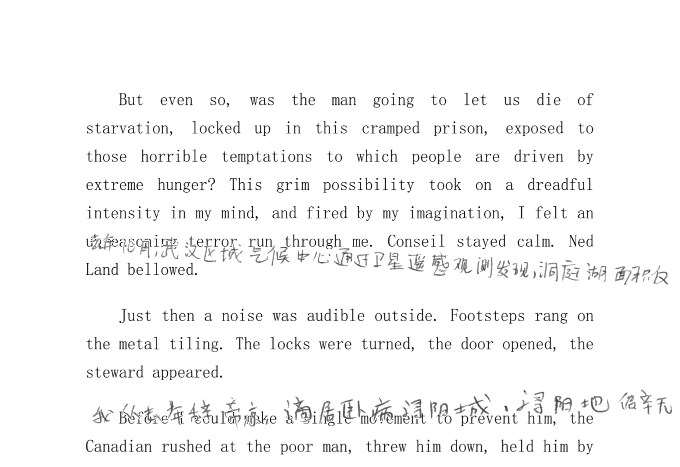 But even so, was the man going to let us die of
starvation, locked up in this cramped prison, exposed to
those horrible temptations to which people are driven by
extreme hunger? This grim possibility took on a dreadful
intensity in my mind, and fired by my imagination, I felt an
unreasoning terror run through me. Conseil stayed calm. Ned
武汉区域气候中心通过卫星遥感观测发现,洞庭湖面积仅
Land bellowed.
Just then a noise was audible outside. Footsteps rang on
the metal tiling. The locks were turned, the door opened, the
steward appeared.
我从去年辞帝京,谪居卧病浔阳城。浔阳地僻无
Before I could make a single movement to prevent him, the
Canadian rushed at the poor man, threw him down, held him by